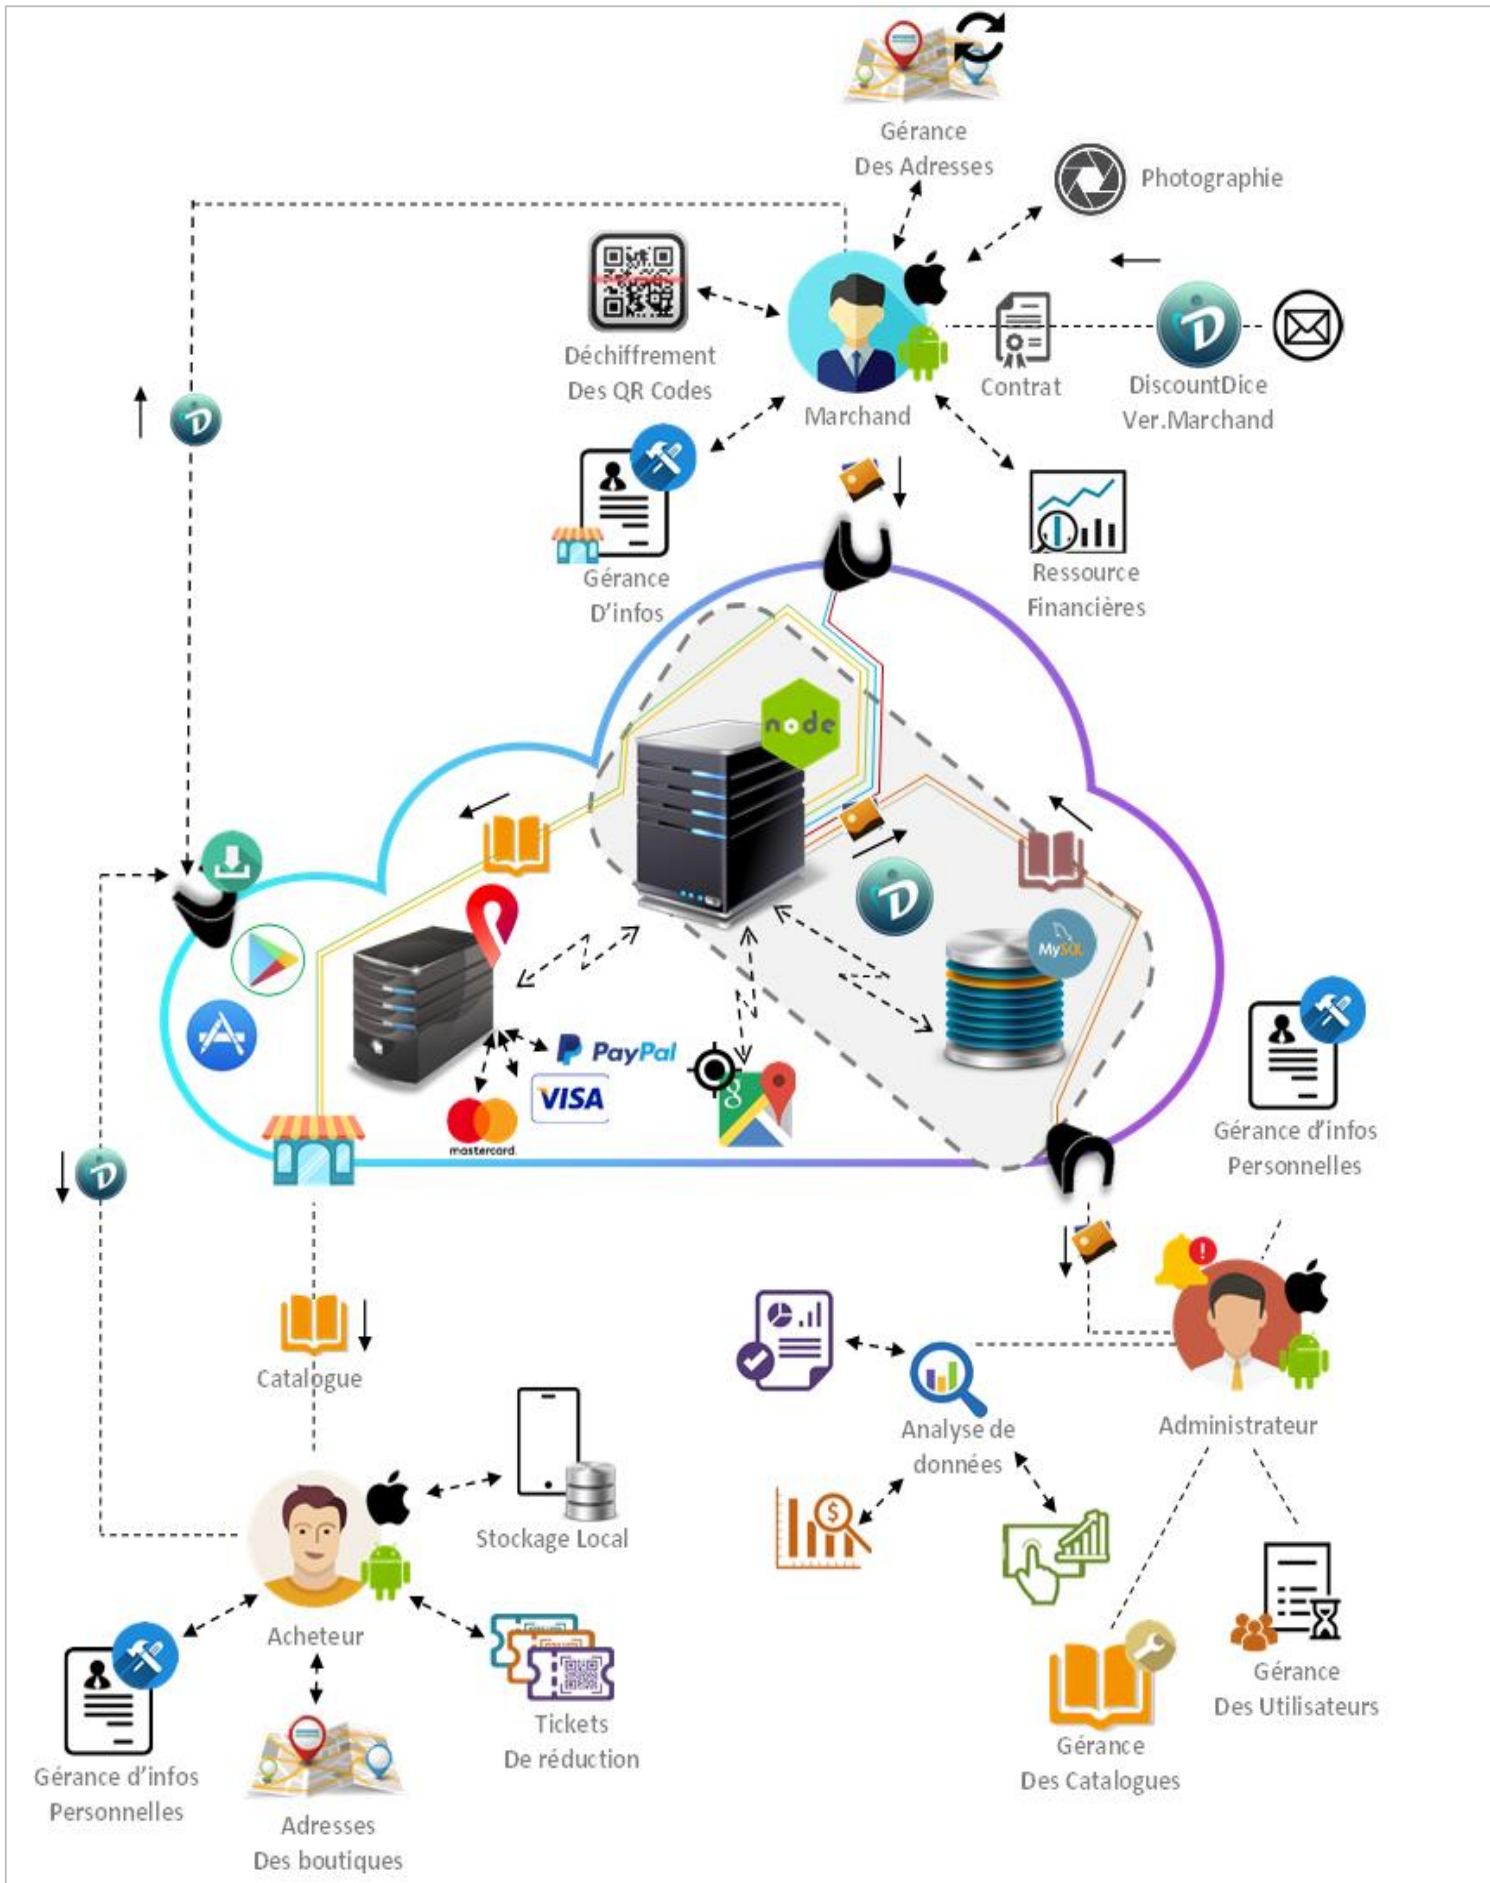 Gérance
Des Adresses
Photographie
Déchiffrement
Des QR Codes
Marchand
Contrat
DiscountDice
Ver.Marchand
Gérance
D'infos
Ressource
Financières
node
MySQL
PayPal
VISA
mastercard.
g
Gérance d'infos
Personnelles
Catalogue
Stockage Local
Analyse de
données
Administrateur
Acheteur
Gérance d'infos
Personnelles
Adresses
Des boutiques
Tickets
De réduction
Gérance
Des Catalogues
Gérance
Des Utilisateurs